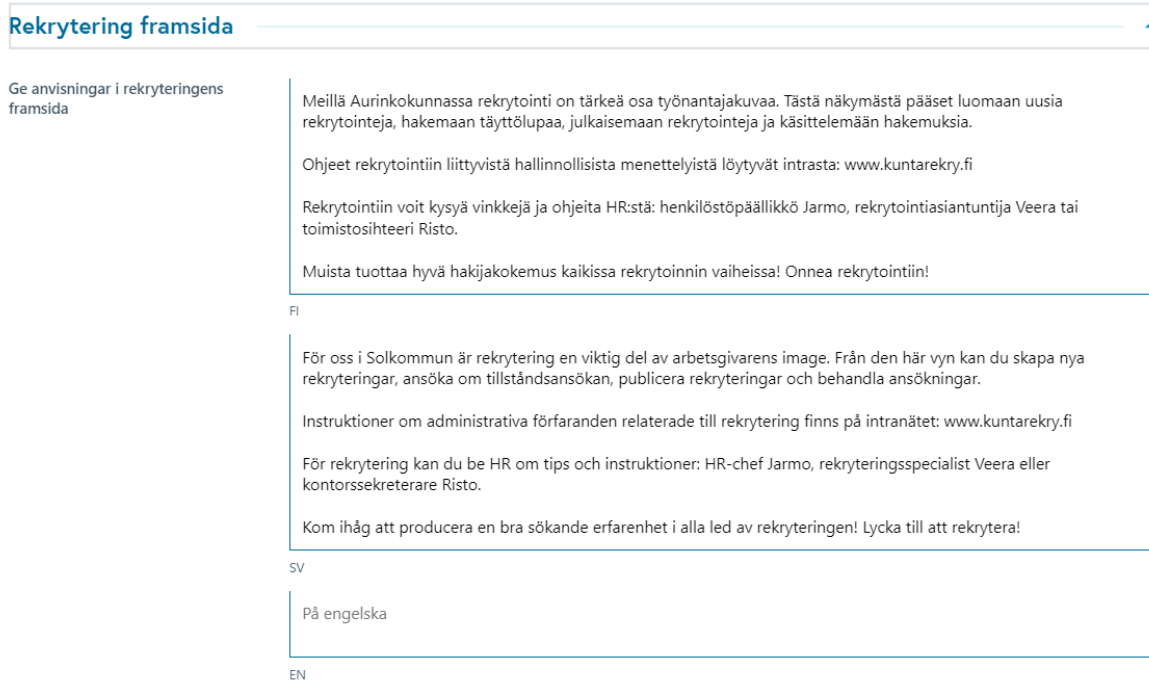 Rekrytering framsida
Ge anvisningar i rekryteringens
framsida
Meillä Aurinkokunnassa rekrytointi on tärkeä osa työnantajakuvaa. Tästä näkymästä pääset luomaan uusia
rekrytointeja, hakemaan täyttölupaa, julkaisemaan rekrytointeja ja käsittelemään hakemuksia.
Ohjeet rekrytointiin liittyvistä hallinnollisista menettelyistä löytyvät intrasta: www.kuntarekry.fi
Rekrytointiin voit kysyä vinkkejä ja ohjeita HR:stä: henkilöstöpäällikkö Jarmo, rekrytointiasiantuntija Veera tai
toimistosihteeri Risto.
Muista tuottaa hyvä hakijakokemus kaikissa rekrytoinnin vaiheissa! Onnea rekrytointiin!
FI
För oss i Solkommun är rekrytering en viktig del av arbetsgivarens image. Från den här vyn kan du skapa nya
rekryteringar, ansöka om tillståndsansökan, publicera rekryteringar och behandla ansökningar.
Instruktioner om administrativa förfaranden relaterade till rekrytering finns på intranätet: www.kuntarekry.fi
För rekrytering kan du be HR om tips och instruktioner: HR-chef Jarmo, rekryteringsspecialist Veera eller
kontorssekreterare Risto.
Kom ihåg att producera en bra sökande erfarenhet i alla led av rekryteringen! Lycka till att rekrytera!
SV
På engelska
EN